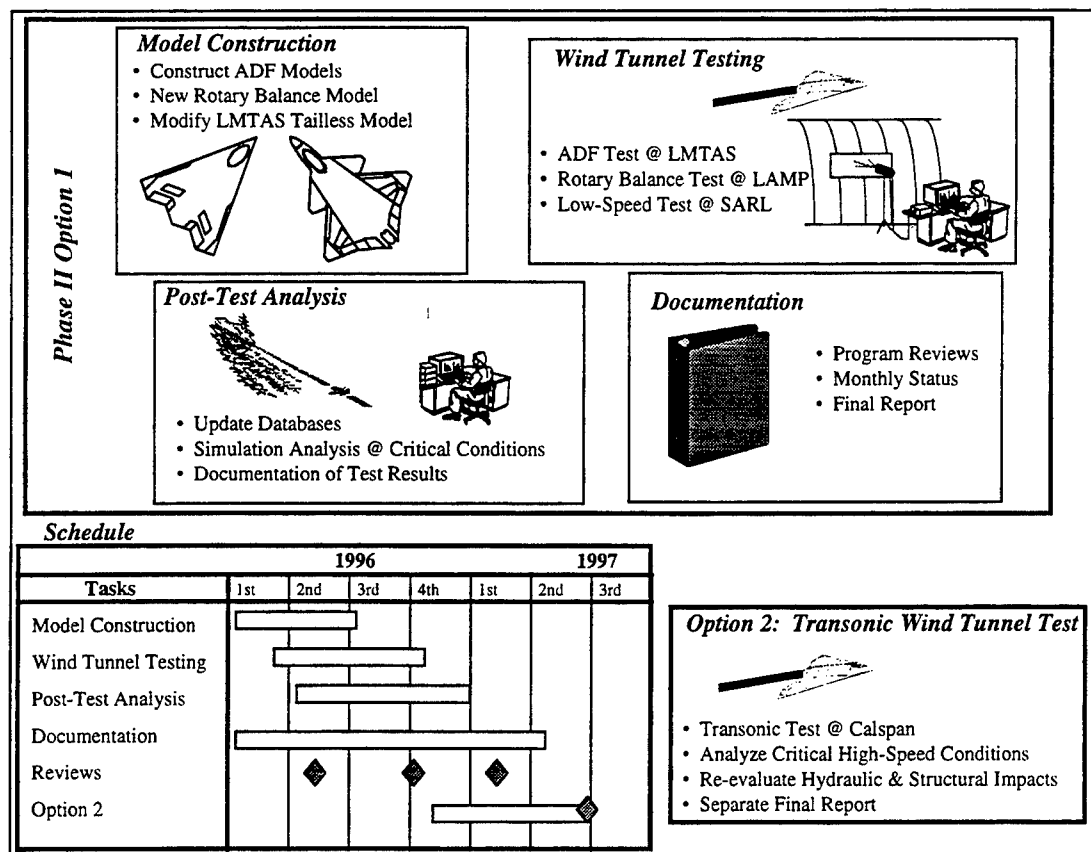 Phase II Option 1
Model Construction
• Construct ADF Models
• New Rotary Balance Model
• Modify LMTAS Tailless Model
Wind Tunnel Testing
• ADF Test @ LMTAS
• Rotary Balance Test @ LAMP
• Low-Speed Test @ SARL
Post-Test Analysis
• Update Databases
• Simulation Analysis @ Critical Conditions
• Documentation of Test Results
Documentation
• Program Reviews
• Monthly Status
• Final Report
Schedule
1996 1997
Tasks 1st 2nd 3rd 4th 1st 2nd 3rd
Model Construction
Wind Tunnel Testing
Post-Test Analysis
Documentation
Reviews
Option 2
Option 2: Transonic Wind Tunnel Test
• Transonic Test @ Calspan
• Analyze Critical High-Speed Conditions
• Re-evaluate Hydraulic & Structural Impacts
• Separate Final Report